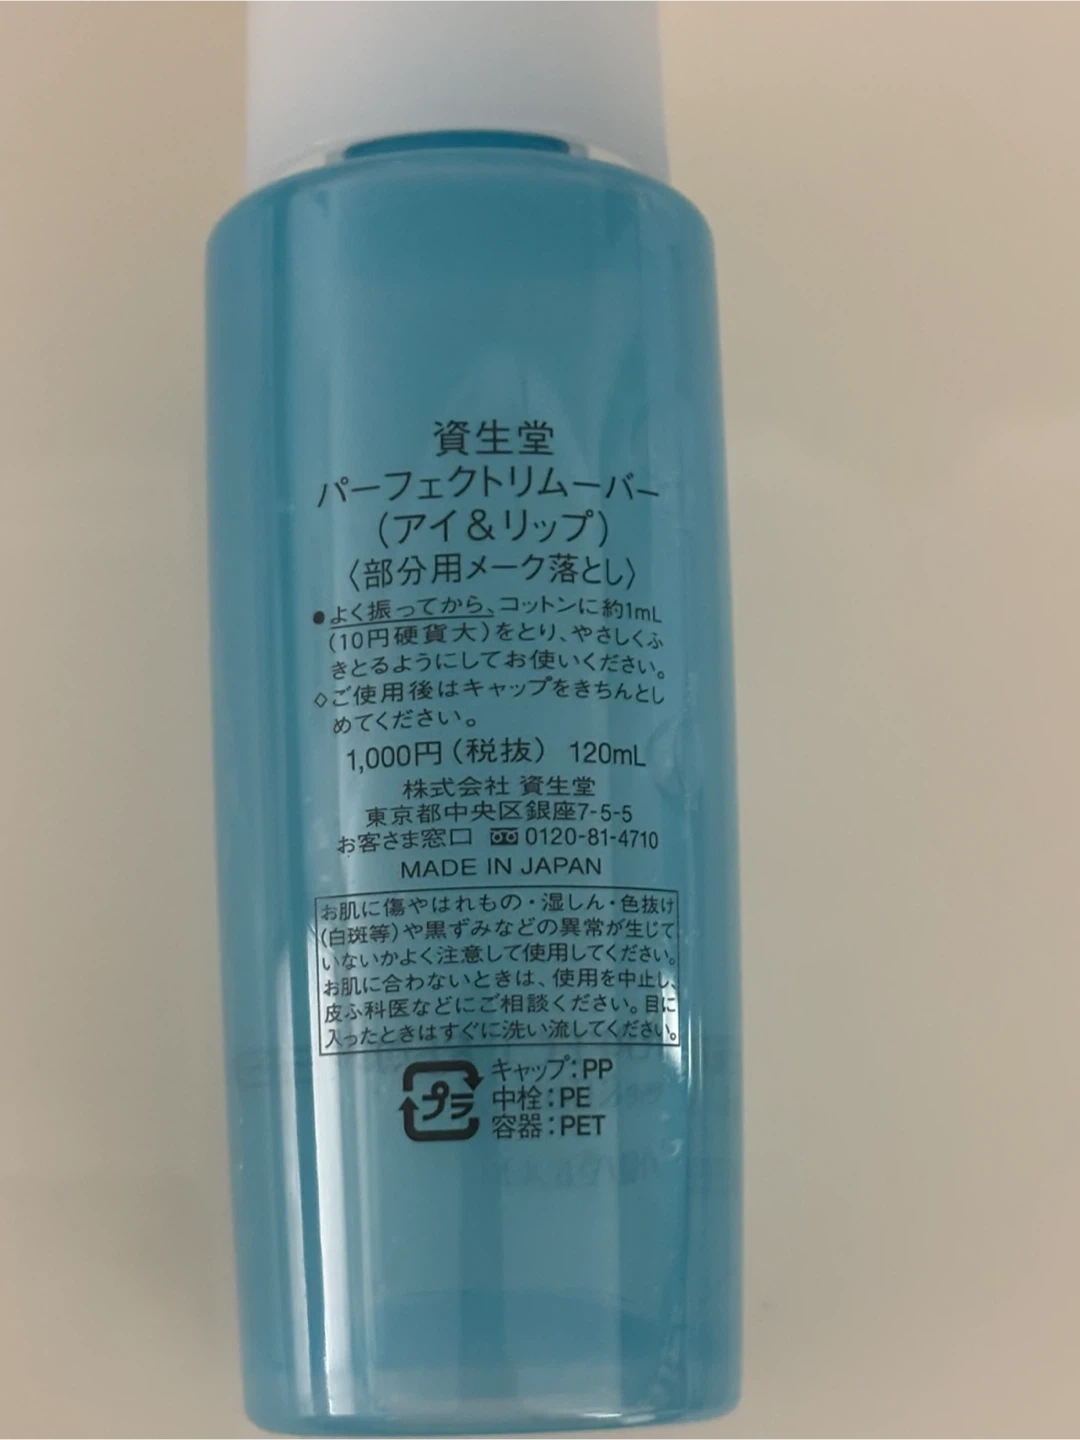 資生堂
パーフェクトリムーバー
(アイ&リップ)
〈部分用メーク落とし〉
●よく振ってから、コットンに約1mL
(10円硬貨大)をとり、やさしくふ
きとるようにしてお使いください。
◇ご使用後はキャップをきちんとし
めてください。
1,000円(税抜) 120mL
株式会社 資生堂
東京都中央区銀座7-5-5
お客さま窓口 0120-81-4710
MADE IN JAPAN
お肌に傷やはれもの・湿しん・色抜け
(白斑等)や黒ずみなどの異常が生じて
いないかよく注意して使用してください。
お肌に合わないときは、使用を中止し、
皮ふ科医などにご相談ください。目に
入ったときはすぐに洗い流してください。
プラ
キャップ:PP
中栓:PE
容器:PET